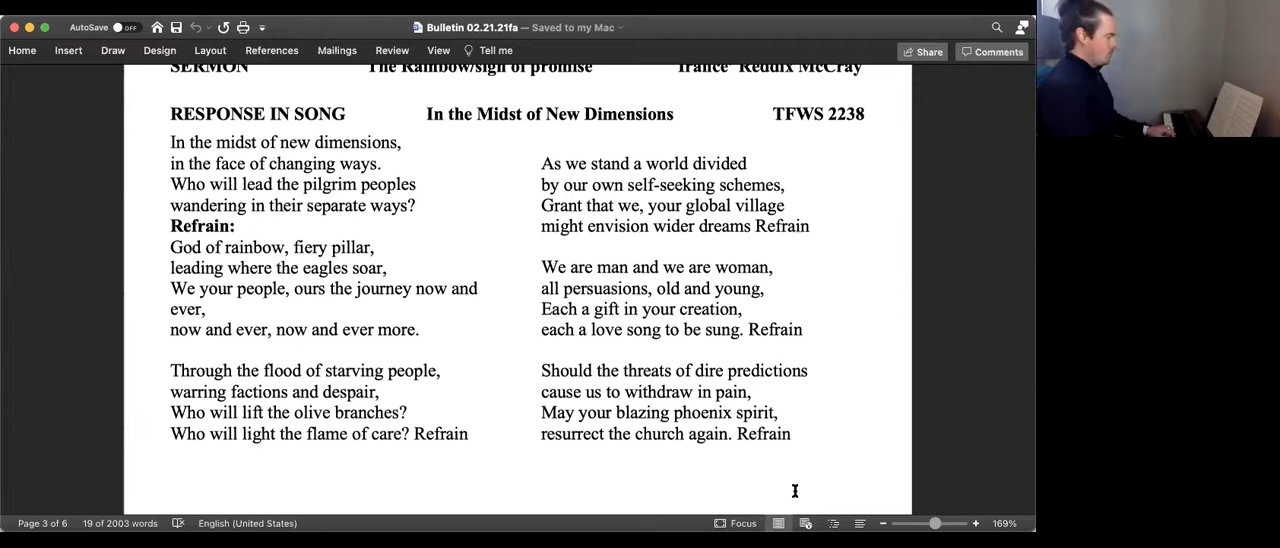 AutoSave OFF
Bulletin 02.21.21fa — Saved to my Mac
Home Insert Draw Design Layout References Mailings Review View Tell me
Share Comments
SERMON The Rainbow/sign of promise Trance' Reddix McCray
RESPONSE IN SONG In the Midst of New Dimensions TFWS 2238
In the midst of new dimensions,
in the face of changing ways.
Who will lead the pilgrim peoples
wandering in their separate ways?
Refrain:
God of rainbow, fiery pillar,
leading where the eagles soar,
We your people, ours the journey now and
ever,
now and ever, now and ever more.
Through the flood of starving people,
warring factions and despair,
Who will lift the olive branches?
Who will light the flame of care? Refrain
As we stand a world divided
by our own self-seeking schemes,
Grant that we, your global village
might envision wider dreams Refrain
We are man and we are woman,
all persuasions, old and young,
Each a gift in your creation,
each a love song to be sung. Refrain
Should the threats of dire predictions
cause us to withdraw in pain,
May your blazing phoenix spirit,
resurrect the church again. Refrain
Page 3 of 6 19 of 2003 words English (United States) Focus 169%